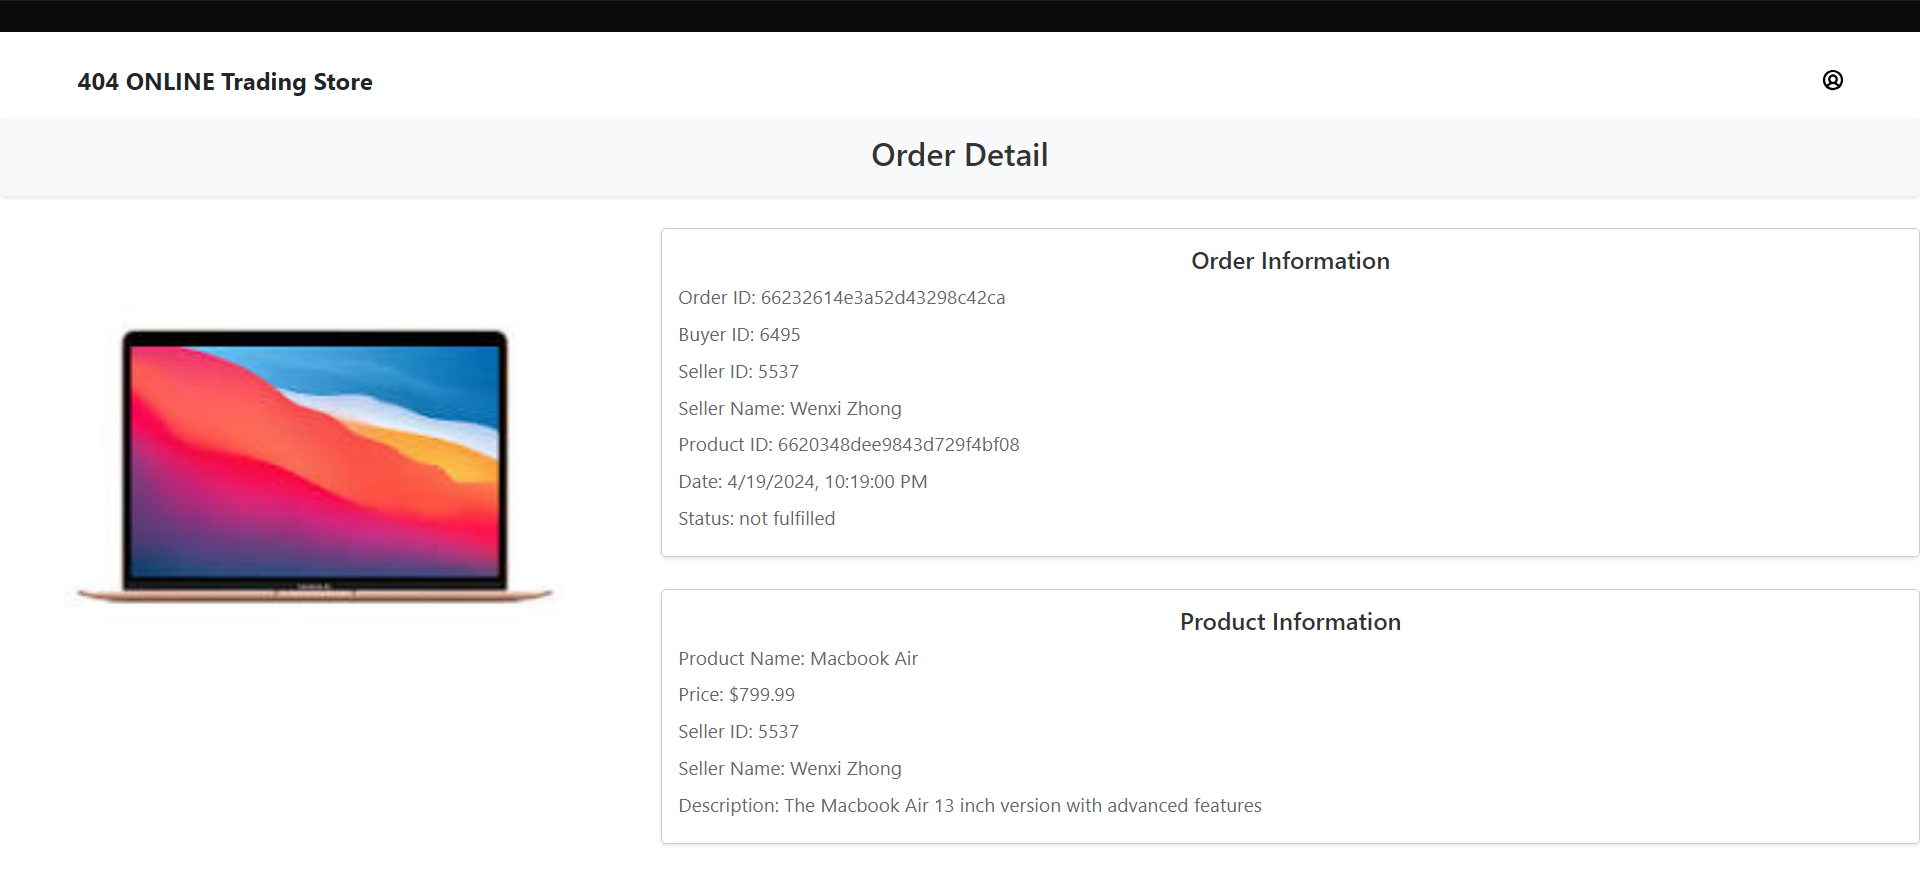 404 ONLINE Trading Store
Order Detail
Order Information
Order ID: 66232614e3a52d43298c42ca
Buyer ID: 6495
Seller ID: 5537
Seller Name: Wenxi Zhong
Product ID: 6620348dee9843d729f4bf08
Date: 4/19/2024, 10:19:00 PM
Status: not fulfilled
Product Information
Product Name: Macbook Air
Price: $799.99
Seller ID: 5537
Seller Name: Wenxi Zhong
Description: The Macbook Air 13 inch version with advanced features